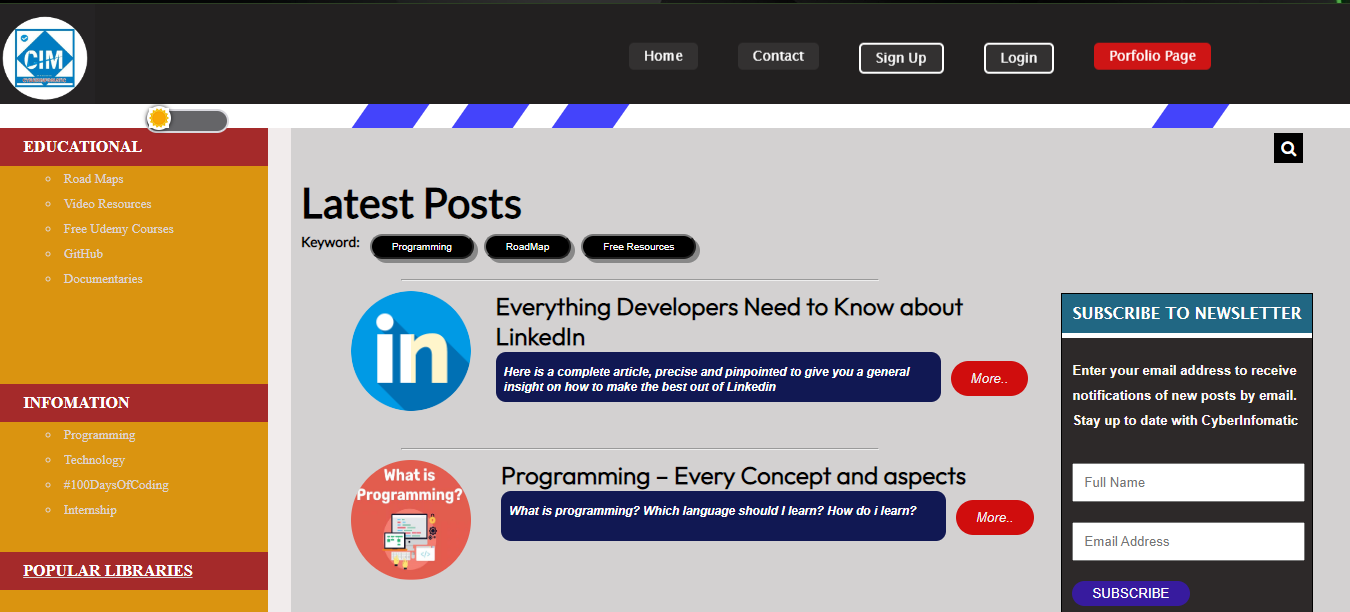 CIM
Home
Contact
Sign Up
Login
Porfolio Page
EDUCATIONAL
Road Maps
Video Resources
Free Udemy Courses
GitHub
Documentaries
INFOMATION
Programming
Technology
#100DaysOfCoding
Internship
POPULAR LIBRARIES
Latest Posts
Keyword:
Programming
RoadMap
Free Resources
in
Everything Developers Need to Know about
LinkedIn
Here is a complete article, precise and pinpointed to give you a general
insight on how to make the best out of Linkedin
More..
What is
Programming?
Programming – Every Concept and aspects
What is programming? Which language should I learn? How do i learn?
More..
SUBSCRIBE TO NEWSLETTER
Enter your email address to receive
notifications of new posts by email.
Stay up to date with CyberInfomatic
Full Name
Email Address
SUBSCRIBE